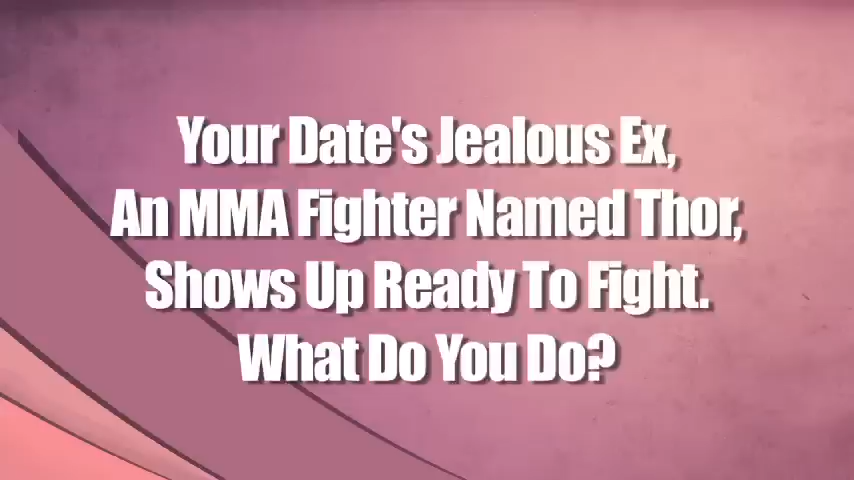 Your Date's Jealous Ex,
An MMA Fighter Named Thor,
Shows Up Ready To Fight.
What Do You Do?